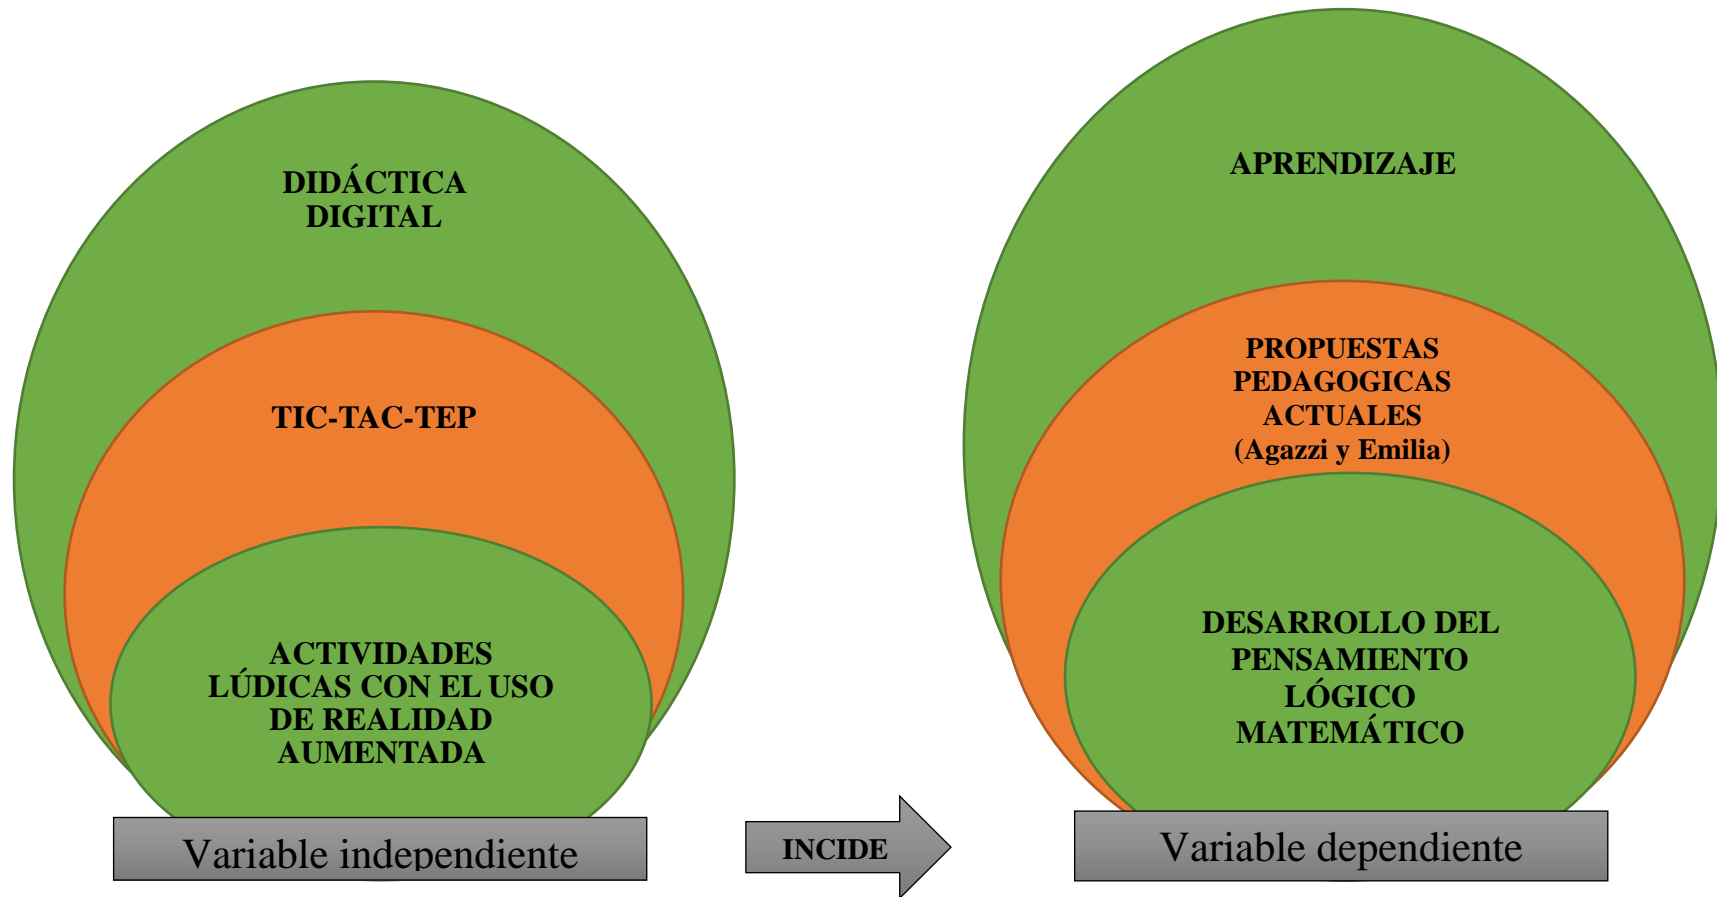 DIDÁCTICA
DIGITAL
TIC-TAC-TEP
ACTIVIDADES
LÚDICAS CON EL USO
DE REALIDAD
AUMENTADA
Variable independiente
INCIDE
APRENDIZAJE
PROPUESTAS
PEDAGOGICAS
ACTUALES
(Agazzi y Emilia)
DESARROLLO DEL
PENSAMIENTO
LÓGICO
MATEMÁTICO
Variable dependiente